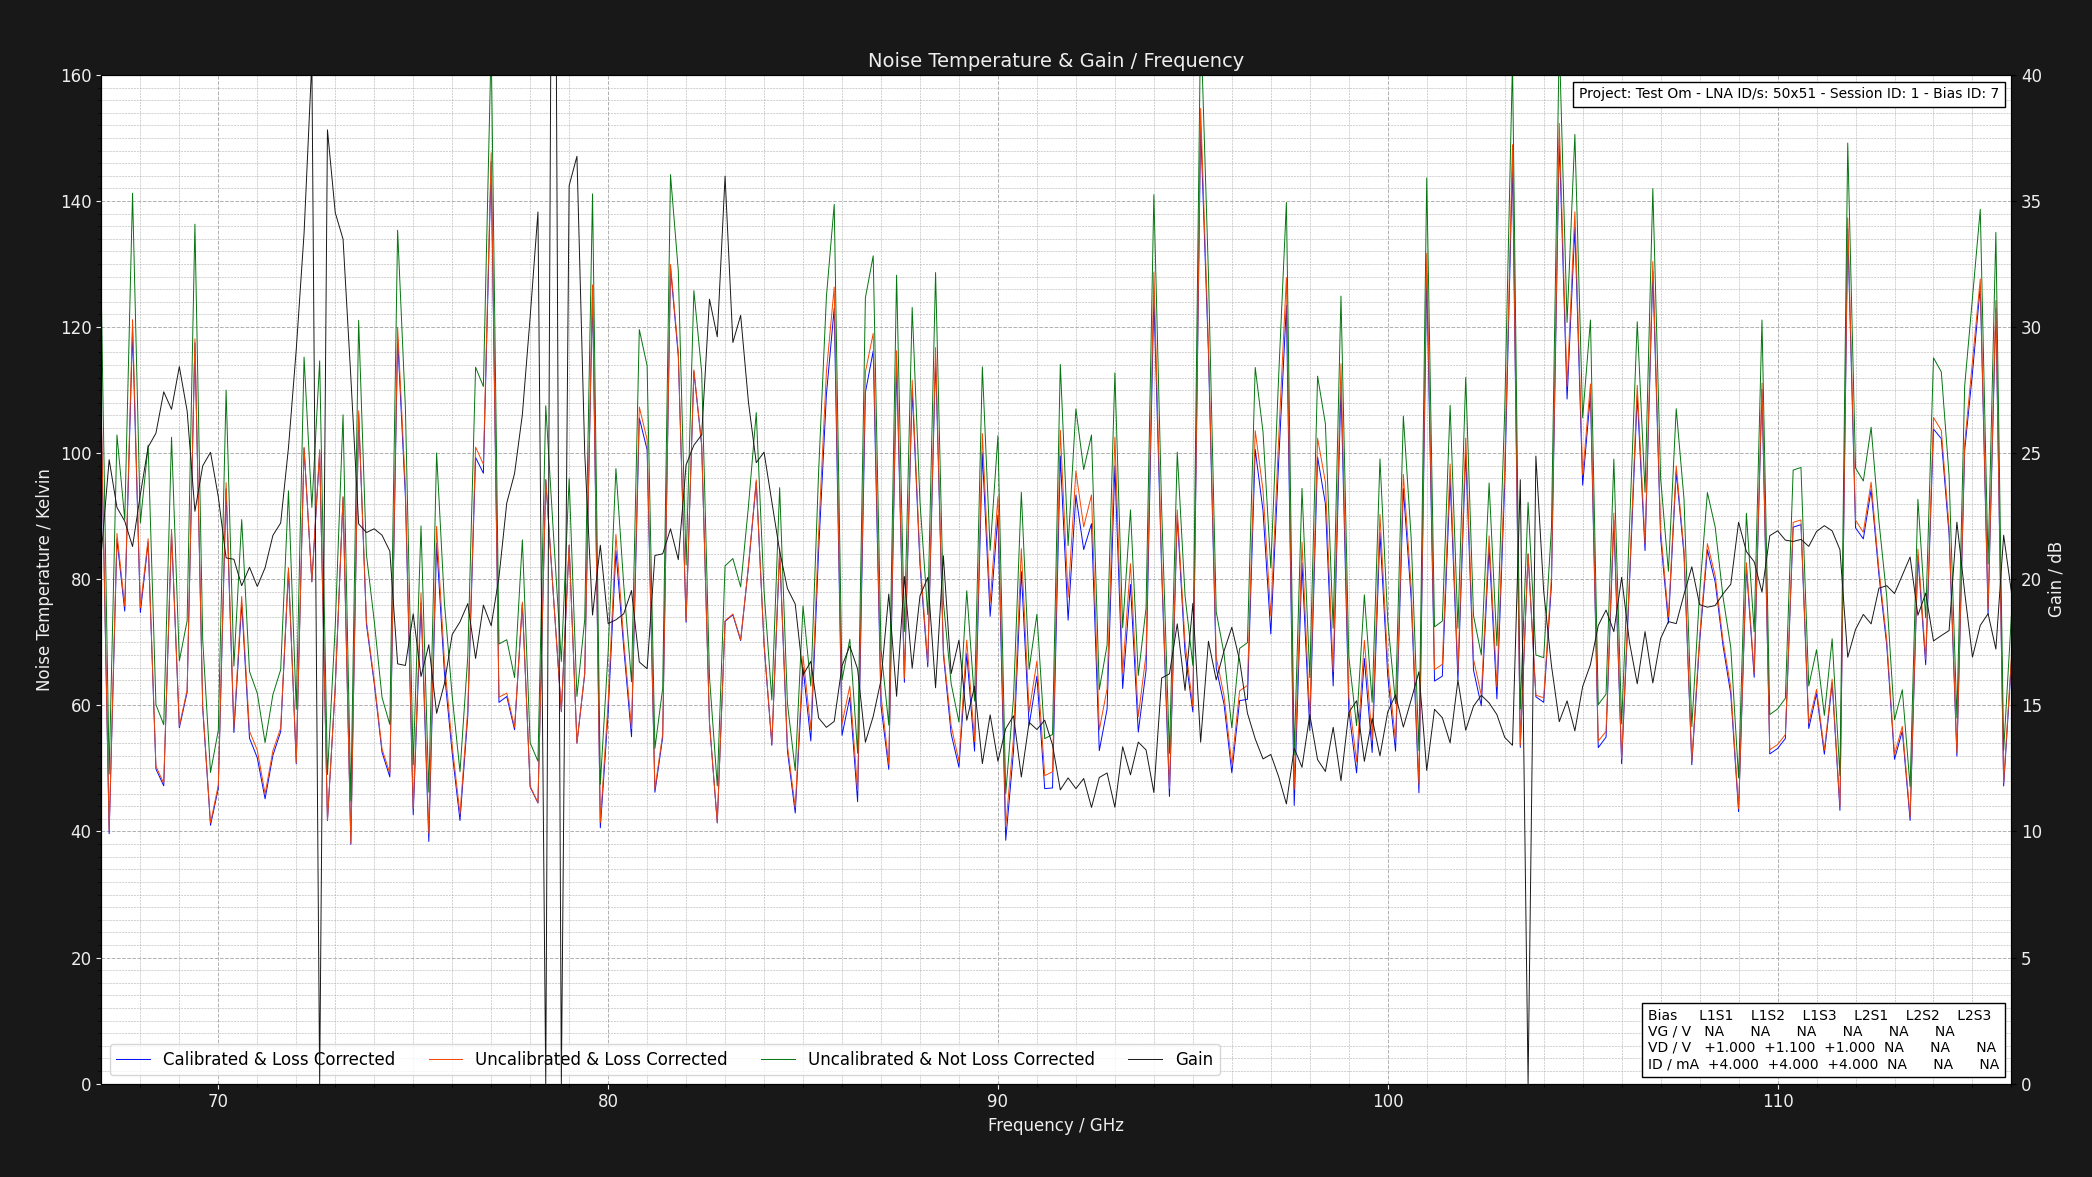 Noise Temperature & Gain / Frequency
Project: Test Om - LNA ID/s: 50x51 - Session ID: 1 - Bias ID: 7
Noise Temperature / Kelvin
160
140
120
100
80
60
40
20
0
Gain / dB
40
35
30
25
20
15
10
5
0
Bias L1S1 L1S2 L1S3 L2S1 L2S2 L2S3
VG / V NA NA NA NA NA NA
VD / V +1.000 +1.100 +1.000 NA NA NA
ID / mA +4.000 +4.000 +4.000 NA NA NA
Calibrated & Loss Corrected Uncalibrated & Loss Corrected Uncalibrated & Not Loss Corrected Gain
70 80 90 100 110
Frequency / GHz